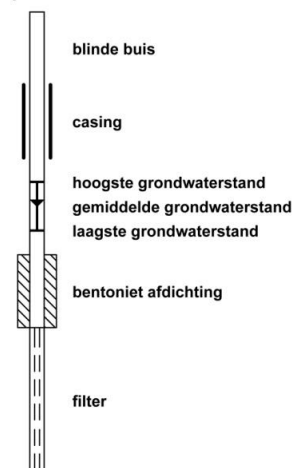 blinde buis
casing
hoogste grondwaterstand
gemiddelde grondwaterstand
laagste grondwaterstand
bentoniet afdichting
filter